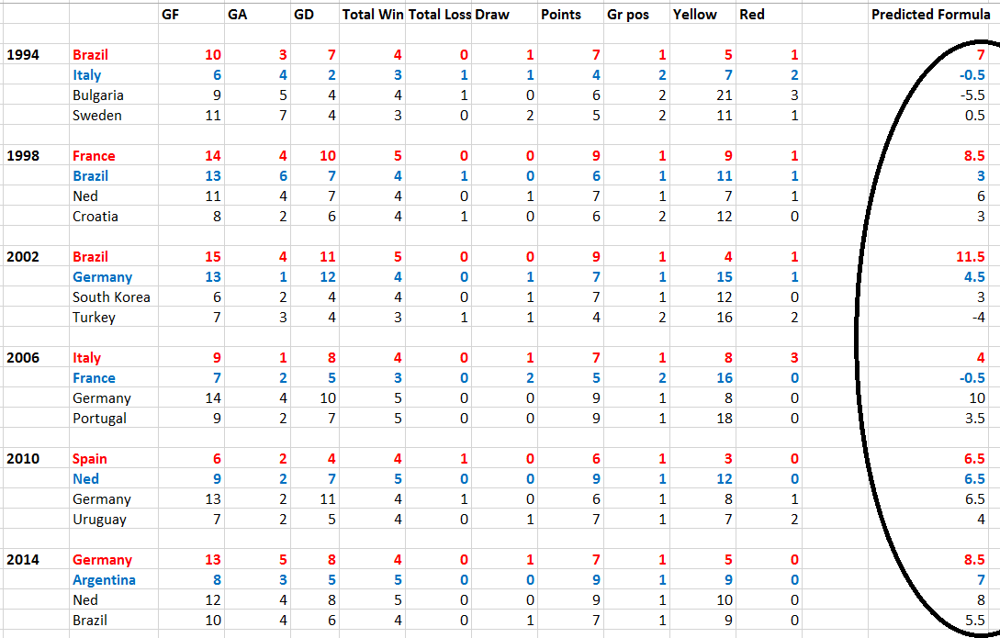 GF GA GD Total Win Total Loss Draw Points Gr pos Yellow Red Predicted Formula
1994 Brazil 10 3 7 4 0 1 7 1 5 1 7
Italy 6 4 2 3 1 1 4 2 7 2 -0.5
Bulgaria 9 5 4 4 1 0 6 2 21 3 -5.5
Sweden 11 7 4 3 0 2 5 2 11 1 0.5
1998 France 14 4 10 5 0 0 9 1 9 1 8.5
Brazil 13 6 7 4 1 0 6 1 11 1 3
Ned 11 4 7 4 0 1 7 1 7 1 6
Croatia 8 2 6 4 1 0 6 2 12 0 3
2002 Brazil 15 4 11 5 0 0 9 1 4 1 11.5
Germany 13 1 12 4 0 1 7 1 15 1 4.5
South Korea 6 2 4 4 0 1 7 1 12 0 3
Turkey 7 3 4 3 1 1 4 2 16 2 -4
2006 Italy 9 1 8 4 0 1 7 1 8 3 4
France 7 2 5 3 0 2 5 2 16 0 -0.5
Germany 14 4 10 5 0 0 9 1 8 0 10
Portugal 9 2 7 5 0 0 9 1 18 0 3.5
2010 Spain 6 2 4 4 1 0 6 1 3 0 6.5
Ned 9 2 7 5 0 0 9 1 12 0 6.5
Germany 13 2 11 4 1 0 6 1 8 1 6.5
Uruguay 7 2 5 4 0 1 7 1 7 2 4
2014 Germany 13 5 8 4 0 1 7 1 5 0 8.5
Argentina 8 3 5 5 0 0 9 1 9 0 7
Ned 12 4 8 5 0 0 9 1 10 0 8
Brazil 10 4 6 4 0 1 7 1 9 0 5.5